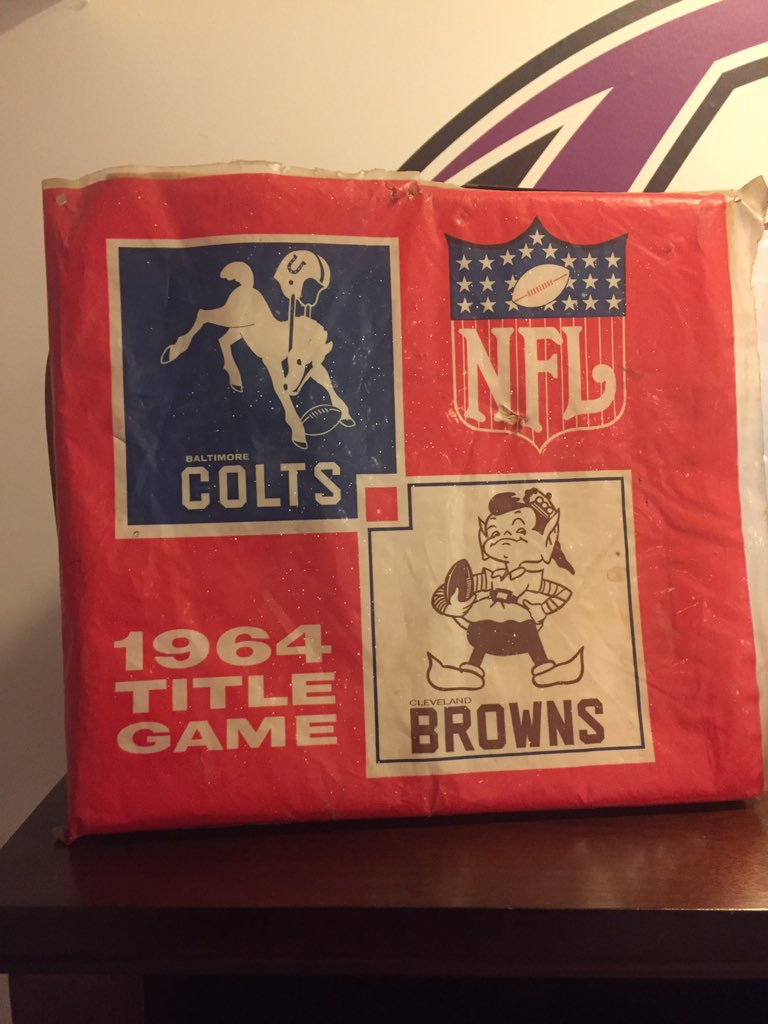 BALTIMORE
COLTS
NFL
1964
TITLE
GAME
CLEVELAND
BROWNS